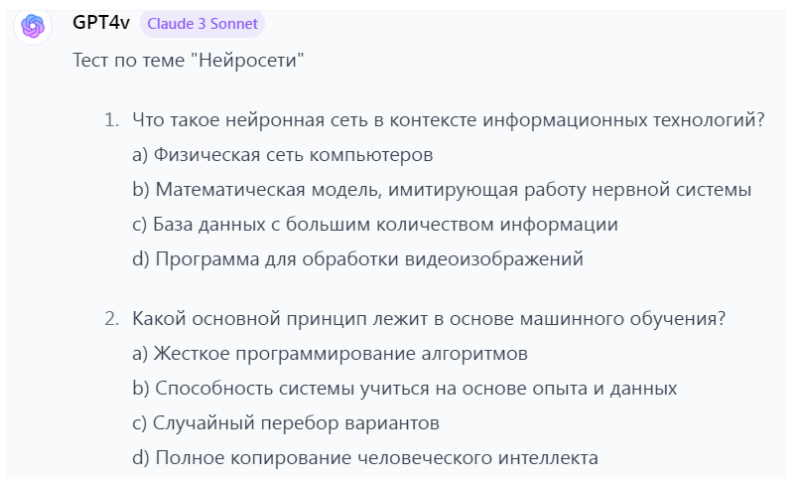 GPT4v Claude 3 Sonnet
Тест по теме "Нейросети"
1. Что такое нейронная сеть в контексте информационных технологий?
a) Физическая сеть компьютеров
b) Математическая модель, имитирующая работу нервной системы
c) База данных с большим количеством информации
d) Программа для обработки видеоизображений
2. Какой основной принцип лежит в основе машинного обучения?
a) Жесткое программирование алгоритмов
b) Способность системы учиться на основе опыта и данных
c) Случайный перебор вариантов
d) Полное копирование человеческого интеллекта